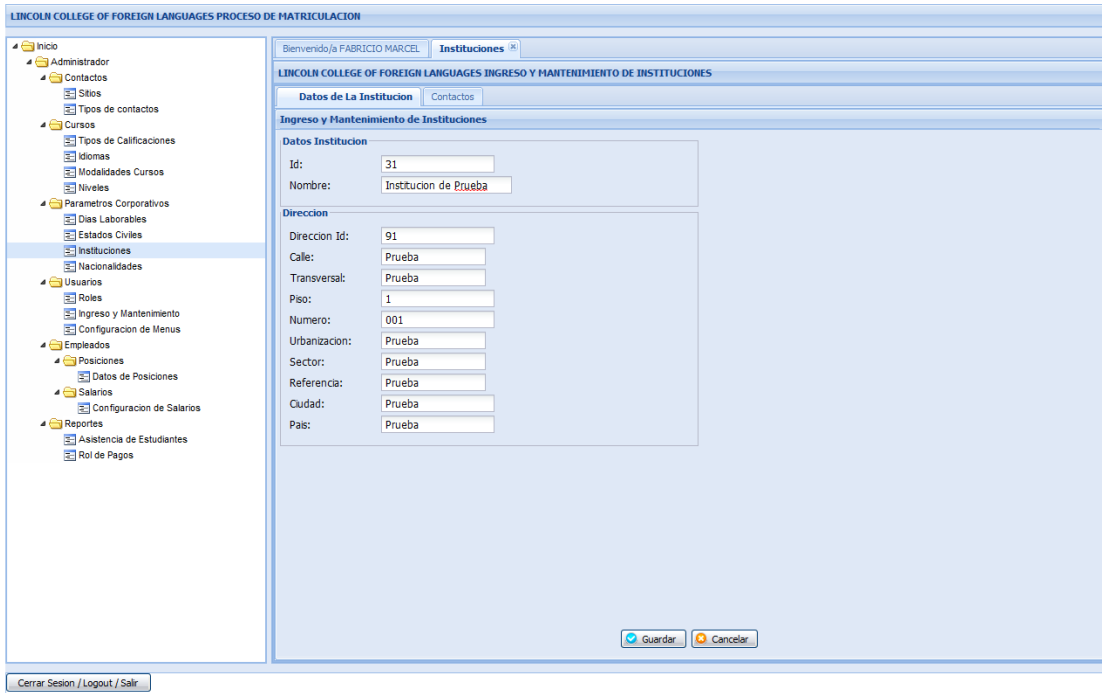 LINCOLN COLLEGE OF FOREIGN LANGUAGES PROCESO DE MATRICULACION
Inicio
Administrador
Contactos
Sitios
Tipos de contactos
Cursos
Tipos de Calificaciones
Idiomas
Modalidades Cursos
Niveles
Parametros Corporativos
Dias Laborables
Estados Civiles
Instituciones
Nacionalidades
Usuarios
Roles
Ingreso y Mantenimiento
Configuracion de Menus
Empleados
Posiciones
Datos de Posiciones
Salarios
Configuracion de Salarios
Reportes
Asistencia de Estudiantes
Rol de Pagos
Bienvenido/a FABRICIO MARCEL Instituciones
LINCOLN COLLEGE OF FOREIGN LANGUAGES INGRESO Y MANTENIMIENTO DE INSTITUCIONES
Datos de La Institucion Contactos
Ingreso y Mantenimiento de Instituciones
Datos Institucion
Id: 31
Nombre: Institucion de Prueba
Direccion
Direccion Id: 91
Calle: Prueba
Transversal: Prueba
Piso: 1
Numero: 001
Urbanizacion: Prueba
Sector: Prueba
Referencia: Prueba
Ciudad: Prueba
Pais: Prueba
Guardar Cancelar
Cerrar Sesion / Logout / Salir